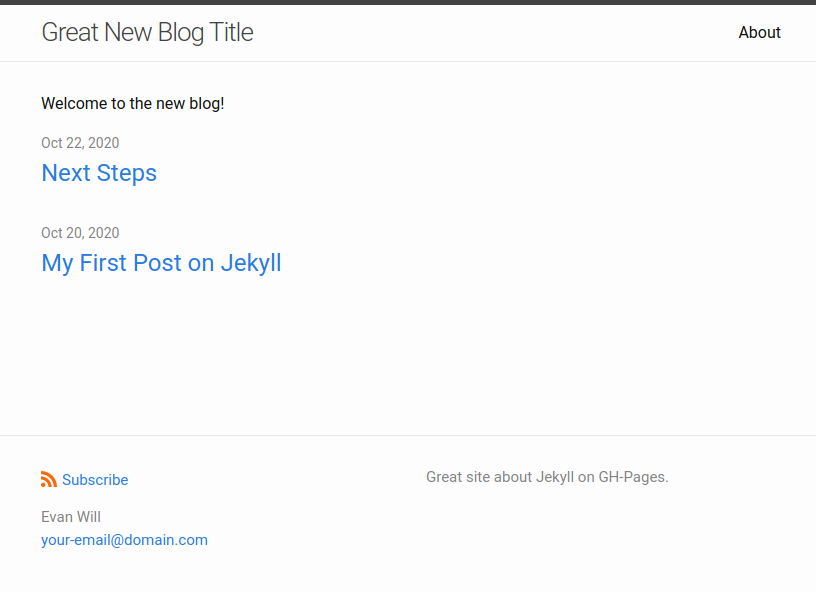 Great New Blog Title
About
Welcome to the new blog!
Oct 22, 2020
Next Steps
Oct 20, 2020
My First Post on Jekyll
Subscribe
Great site about Jekyll on GH-Pages.
Evan Will
your-email@domain.com